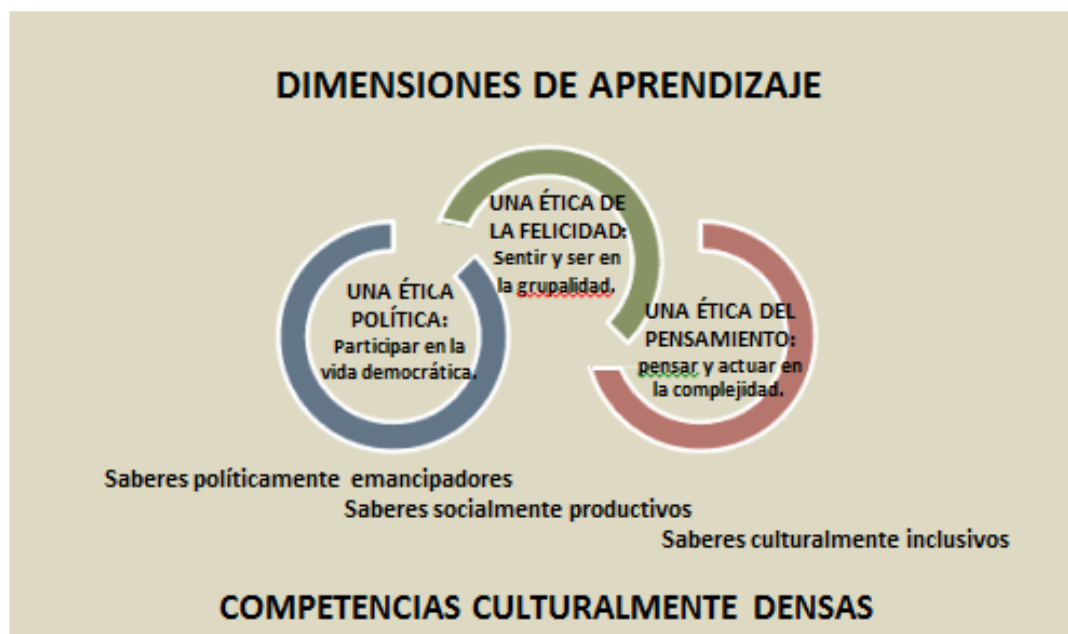 DIMENSIONES DE APRENDIZAJE
UNA ÉTICA DE
LA FELICIDAD:
Sentir y ser en
la grupalidad.
UNA ÉTICA
POLÍTICA:
Participar en la
vida democrática.
UNA ÉTICA DEL
PENSAMIENTO:
pensar y actuar en
la complejidad.
Saberes políticamente emancipadores
Saberes socialmente productivos
Saberes culturalmente inclusivos
COMPETENCIAS CULTURALMENTE DENSAS